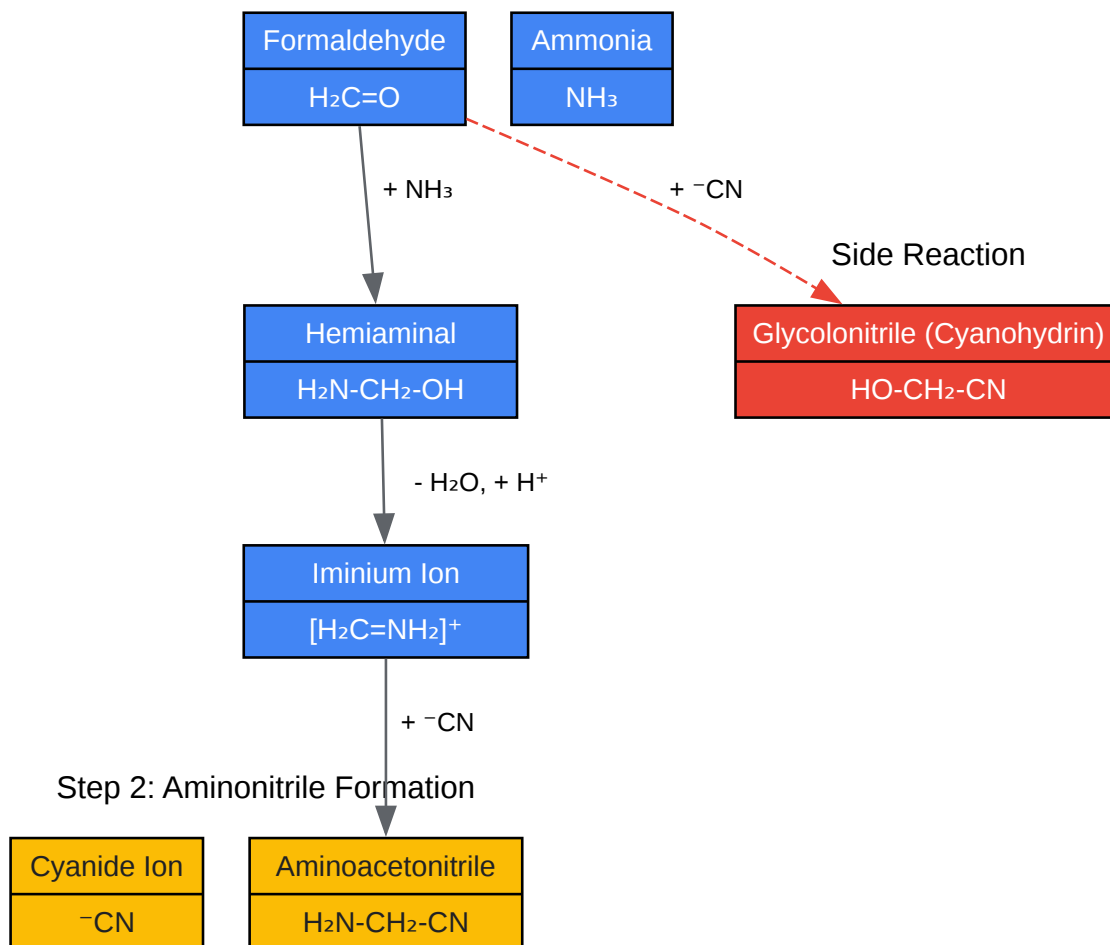 Formaldehyde
H₂C=O
Ammonia
NH₃
+ NH₃
+ ⁻CN
Side Reaction
Hemiaminal
H₂N-CH₂-OH
Glycolonitrile (Cyanohydrin)
HO-CH₂-CN
- H₂O, + H⁺
Iminium Ion
[H₂C=NH₂]⁺
+ ⁻CN
Step 2: Aminonitrile Formation
Cyanide Ion
⁻CN
Aminoacetonitrile
H₂N-CH₂-CN